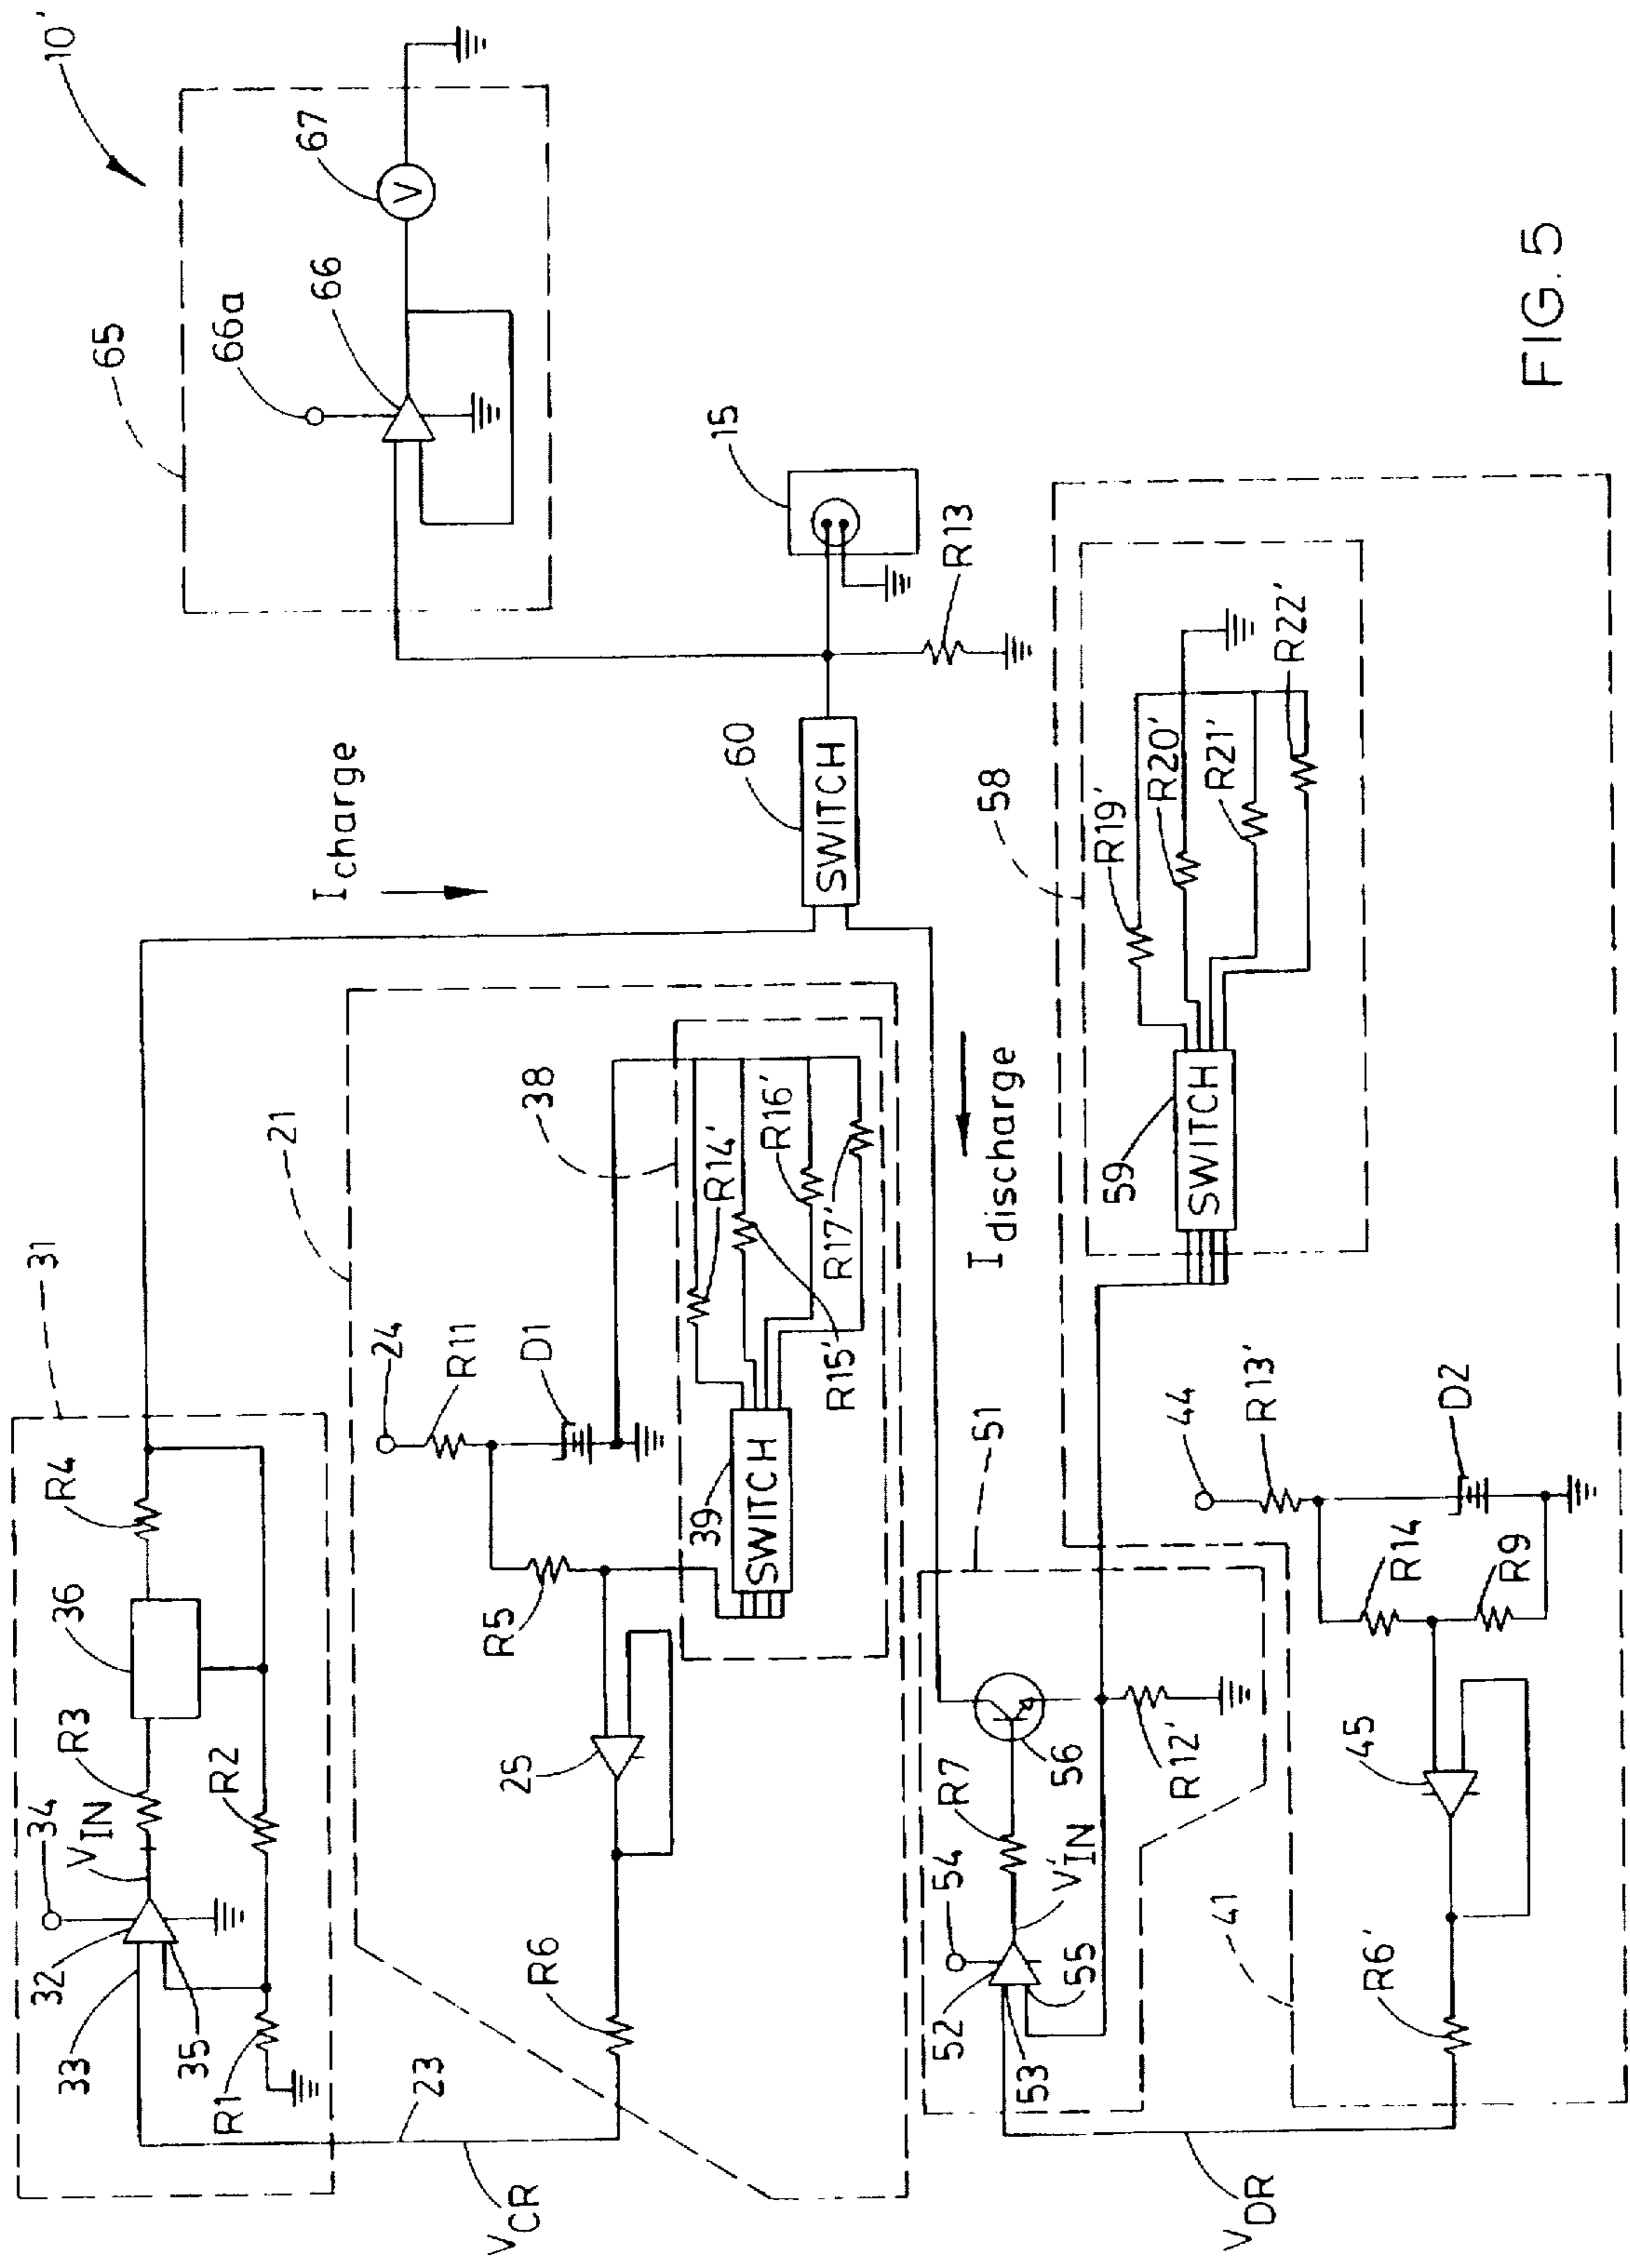 10'
65
66a
66
67
V
15
R13
I charge
60
SWITCH
31
34
V IN
R3
36
R4
32
33
35
R1
R2
23
V CR
21
24
R11
D1
38
R5
25
R6
39
SWITCH
R14'
R15'
R16'
R17'
I discharge
51
54
R7
52
53
55
V' IN
56
R12'
V DR
41
44
R13'
D2
R14
R9
45
R6'
58
59
SWITCH
R19'
R20'
R21'
R22'
FIG. 5